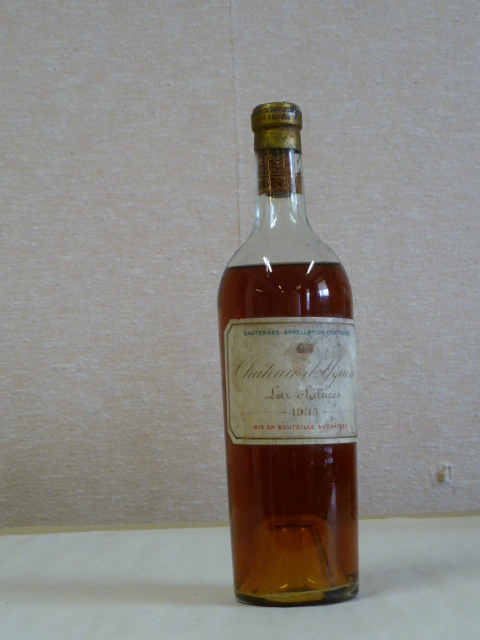 SAUTERNES-APPELLATION CONTRÔLÉE
Château d'Yquem
Lur-Saluces
- 1935 -
MIS EN BOUTEILLE AU CHÂTEAU